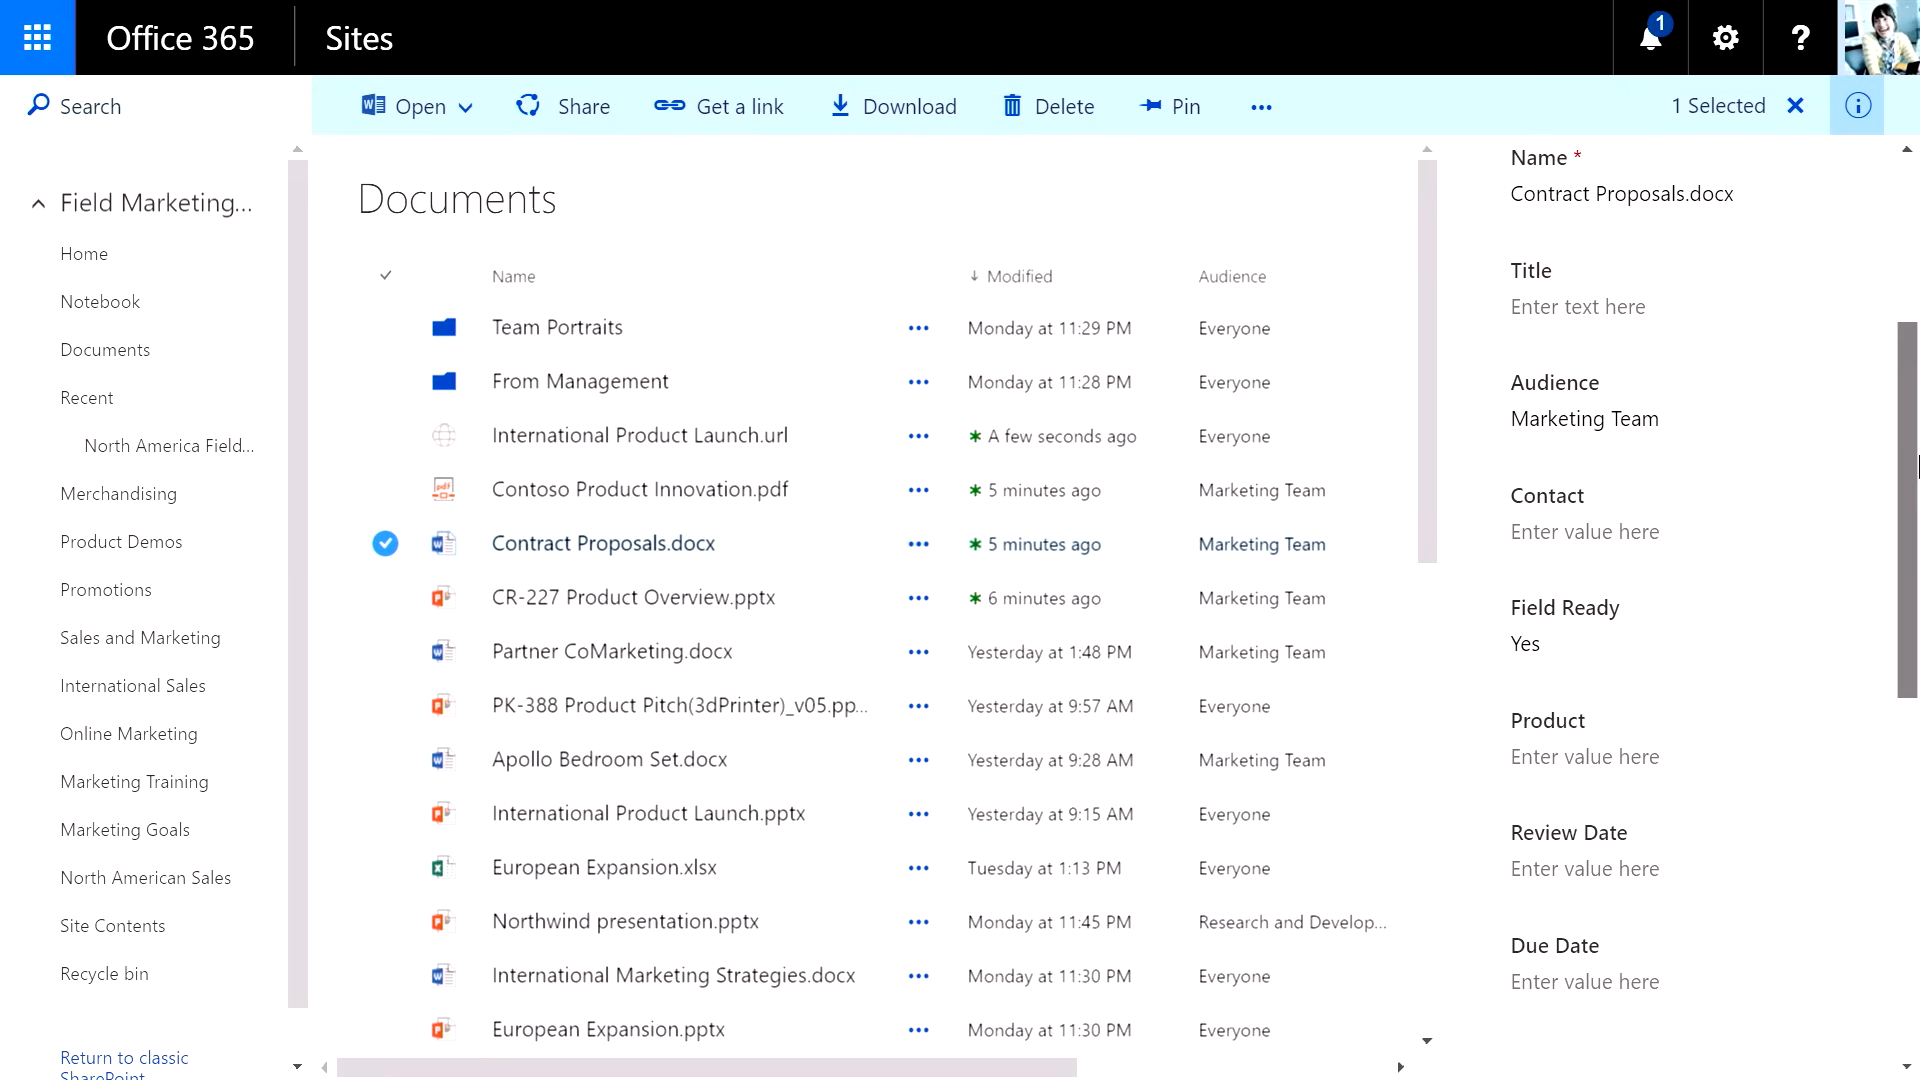 Office 365
Sites
1
?
Search
Open
Share
Get a link
Download
Delete
Pin
1 Selected
Field Marketing...
Home
Notebook
Documents
Recent
North America Field...
Merchandising
Product Demos
Promotions
Sales and Marketing
International Sales
Online Marketing
Marketing Training
Marketing Goals
North American Sales
Site Contents
Recycle bin
Return to classic
SharePoint
Documents
Name Modified Audience
Team Portraits Monday at 11:29 PM Everyone
From Management Monday at 11:28 PM Everyone
International Product Launch.url A few seconds ago Everyone
Contoso Product Innovation.pdf 5 minutes ago Marketing Team
Contract Proposals.docx 5 minutes ago Marketing Team
CR-227 Product Overview.pptx 6 minutes ago Marketing Team
Partner CoMarketing.docx Yesterday at 1:48 PM Marketing Team
PK-388 Product Pitch(3dPrinter)_v05.pp... Yesterday at 9:57 AM Everyone
Apollo Bedroom Set.docx Yesterday at 9:28 AM Marketing Team
International Product Launch.pptx Yesterday at 9:15 AM Everyone
European Expansion.xlsx Tuesday at 1:13 PM Everyone
Northwind presentation.pptx Monday at 11:45 PM Research and Develop...
International Marketing Strategies.docx Monday at 11:30 PM Everyone
European Expansion.pptx Monday at 11:30 PM Everyone
Name *
Contract Proposals.docx
Title
Enter text here
Audience
Marketing Team
Contact
Enter value here
Field Ready
Yes
Product
Enter value here
Review Date
Enter value here
Due Date
Enter value here